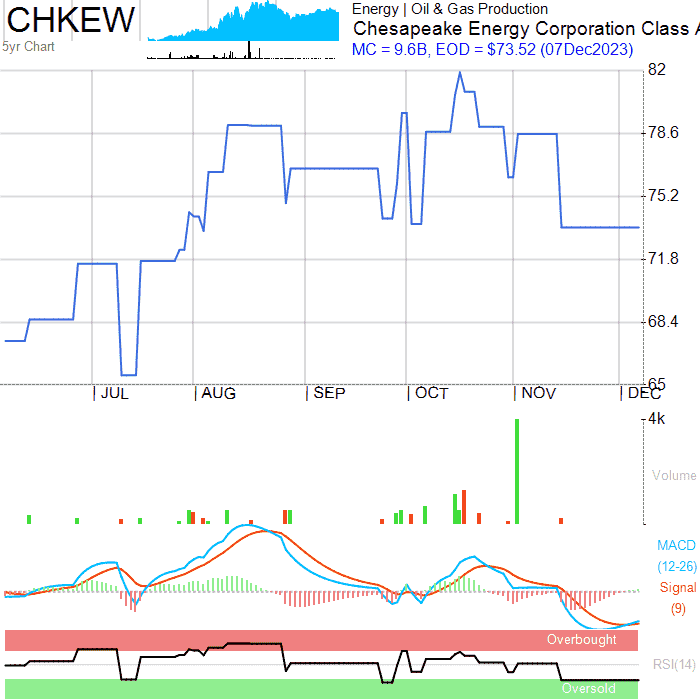 CHKEW
Energy | Oil & Gas Production
Chesapeake Energy Corporation Class A
5yr Chart
MC = 9.6B, EOD = $73.52 (07Dec2023)
82
78.6
75.2
71.8
68.4
65
JUL
AUG
SEP
OCT
NOV
DEC
4k
Volume
MACD
(12-26)
Signal
(9)
Overbought
RSI(14)
Oversold